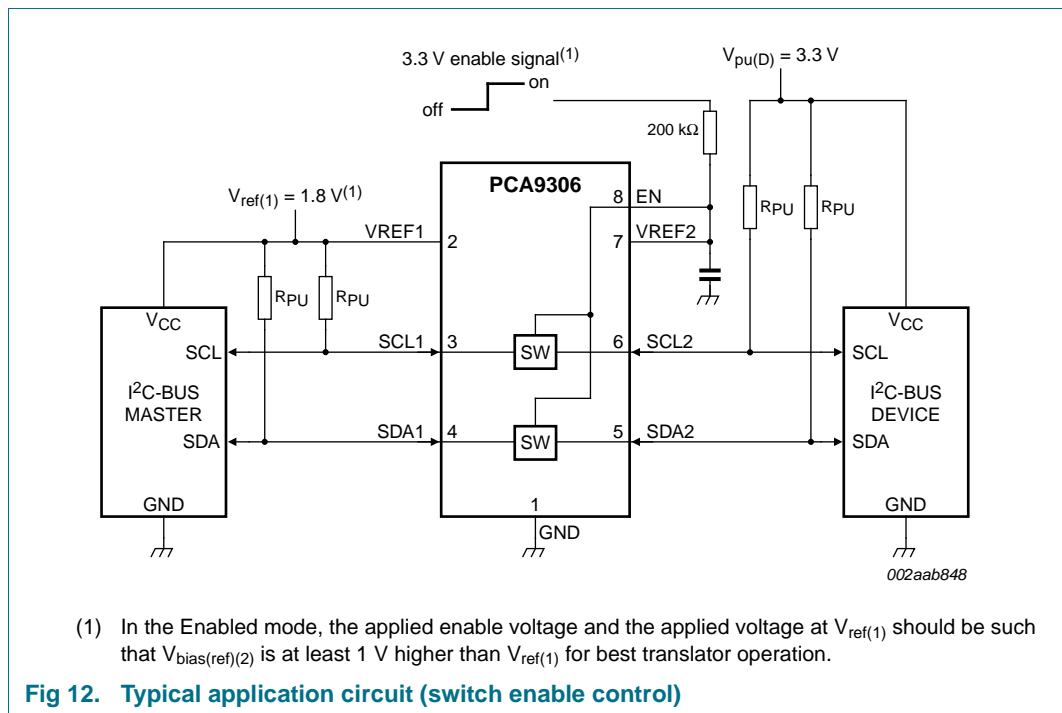 3.3 V enable signal(1)
on
off
Vpu(D) = 3.3 V
200 kΩ
PCA9306
8 EN
Vref(1) = 1.8 V(1)
RPU RPU
VREF1 2
7 VREF2
RPU RPU
VCC
VCC
SCL SCL1 3 SW 6 SCL2 SCL
I2C-BUS
MASTER
I2C-BUS
DEVICE
SDA SDA1 4 SW 5 SDA2 SDA
GND
1
GND
GND
002aab848
(1) In the Enabled mode, the applied enable voltage and the applied voltage at Vref(1) should be such
that Vbias(ref)(2) is at least 1 V higher than Vref(1) for best translator operation.
Fig 12. Typical application circuit (switch enable control)